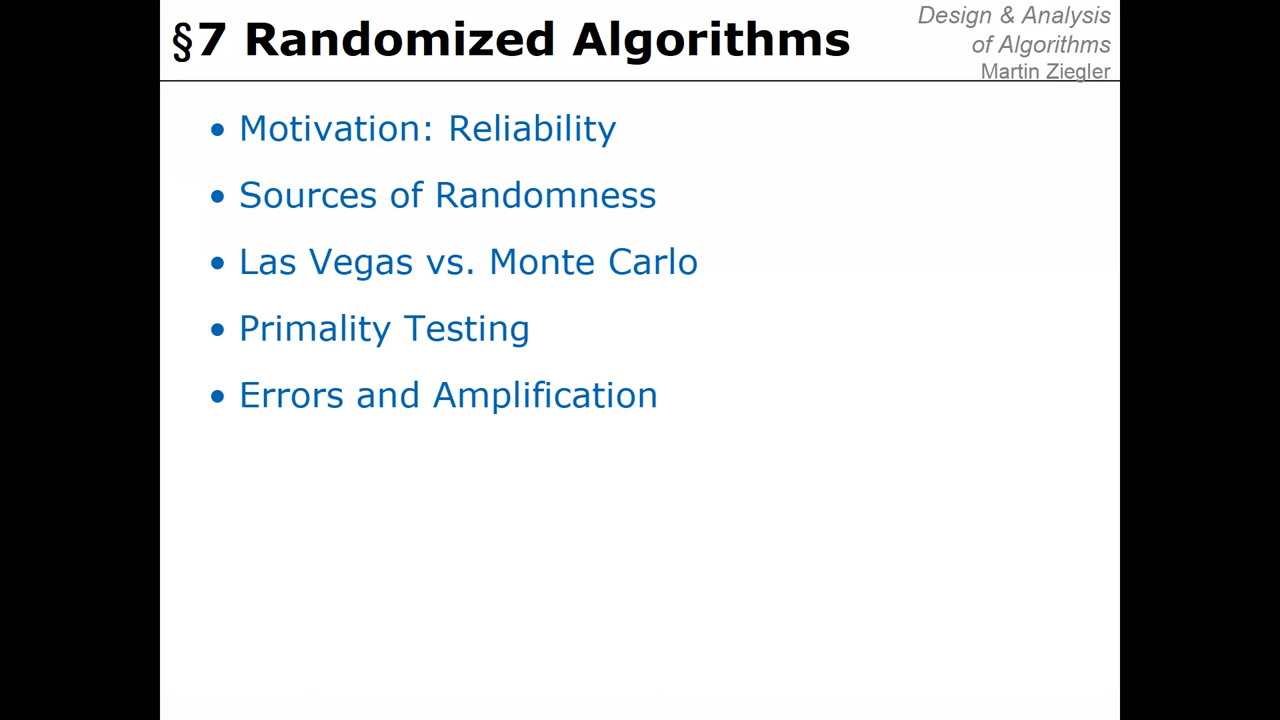 §7 Randomized Algorithms
Design & Analysis
of Algorithms
Martin Ziegler
• Motivation: Reliability
• Sources of Randomness
• Las Vegas vs. Monte Carlo
• Primality Testing
• Errors and Amplification